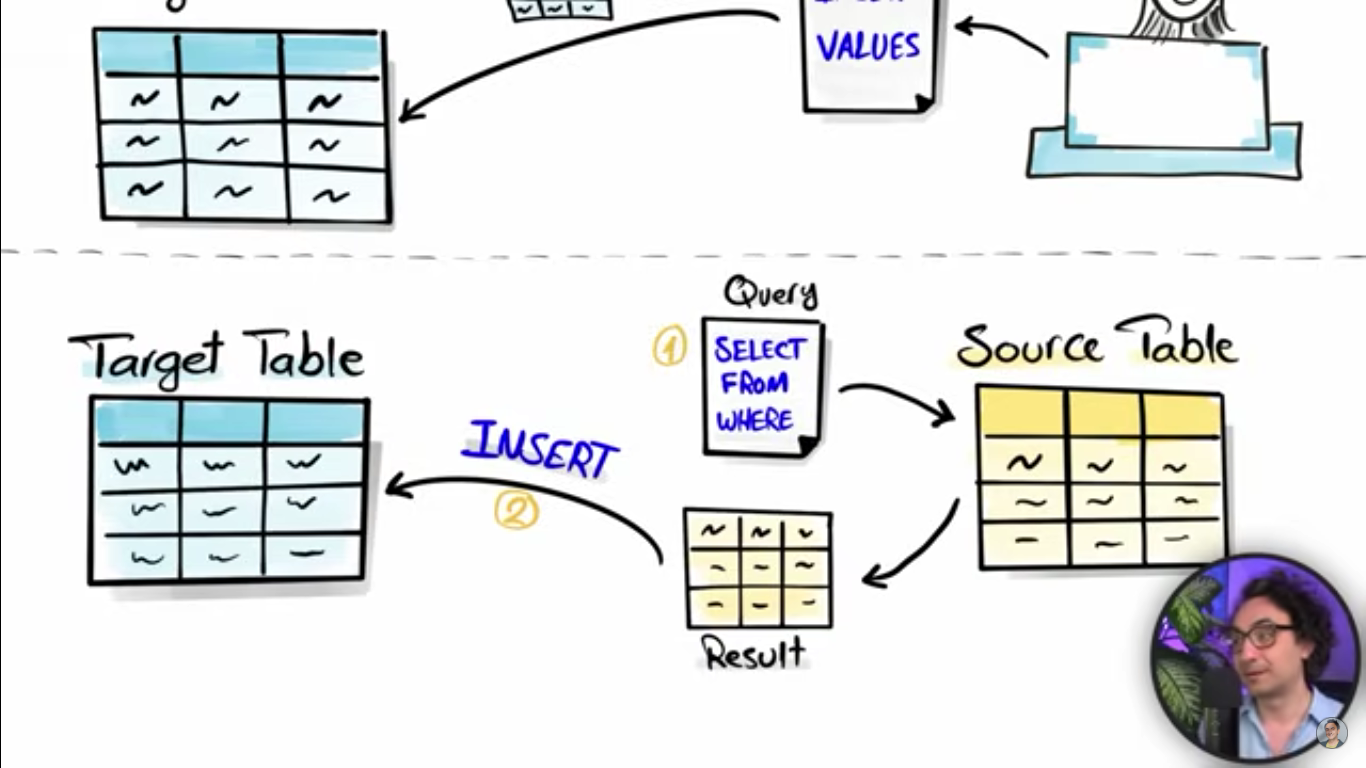 VALUES
Query
1
SELECT
FROM
WHERE
Source Table
Target Table
INSERT
2
Result